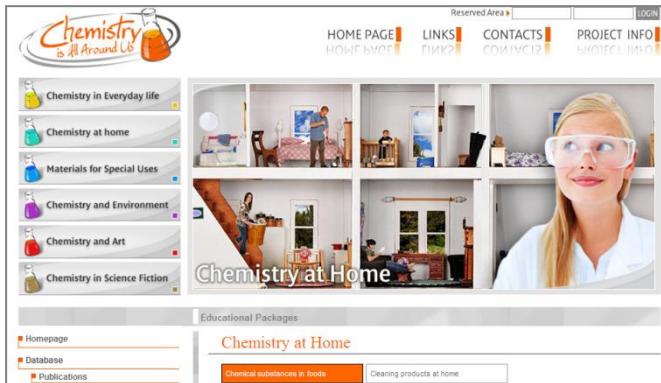 Chemistry
is All Around Us
Reserved Area
LOGIN
HOME PAGE
LINKS
CONTACTS
PROJECT INFO
Chemistry in Everyday life
Chemistry at home
Materials for Special Uses
Chemistry and Environment
Chemistry and Art
Chemistry in Science Fiction
Chemistry at Home
Educational Packages
Homepage
Database
Publications
Chemistry at Home
Chemical substances in foods
Cleaning products at home